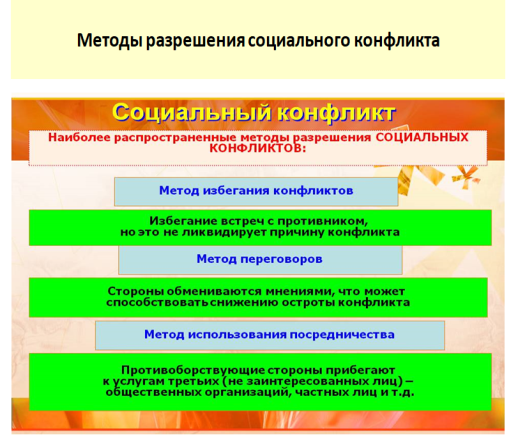 Методы разрешения социального конфликта
Социальный конфликт
Наиболее распространенные методы разрешения СОЦИАЛЬНЫХ
КОНФЛИКТОВ:
Метод избегания конфликтов
Избегание встреч с противником,
но это не ликвидирует причину конфликта
Метод переговоров
Стороны обмениваются мнениями, что может
способствовать снижению остроты конфликта
Метод использования посредничества
Противоборствующие стороны прибегают
к услугам третьих (не заинтересованных лиц) –
общественных организаций, частных лиц и т.д.